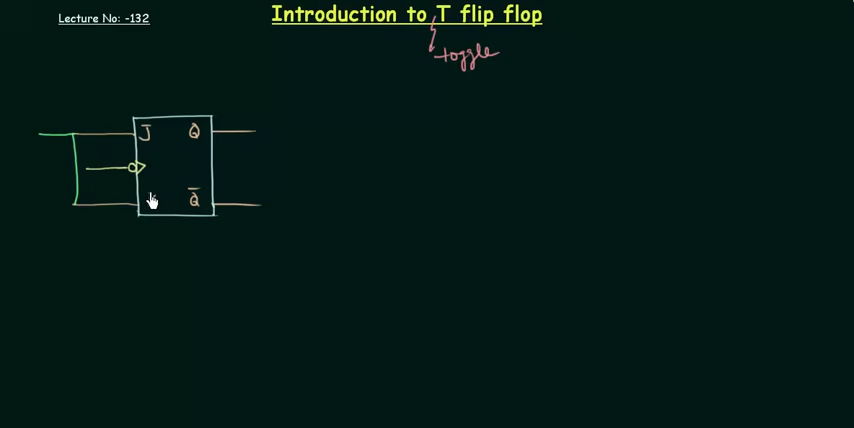 Lecture No: -132
Introduction to T flip flop
toggle
J Q
Q̅